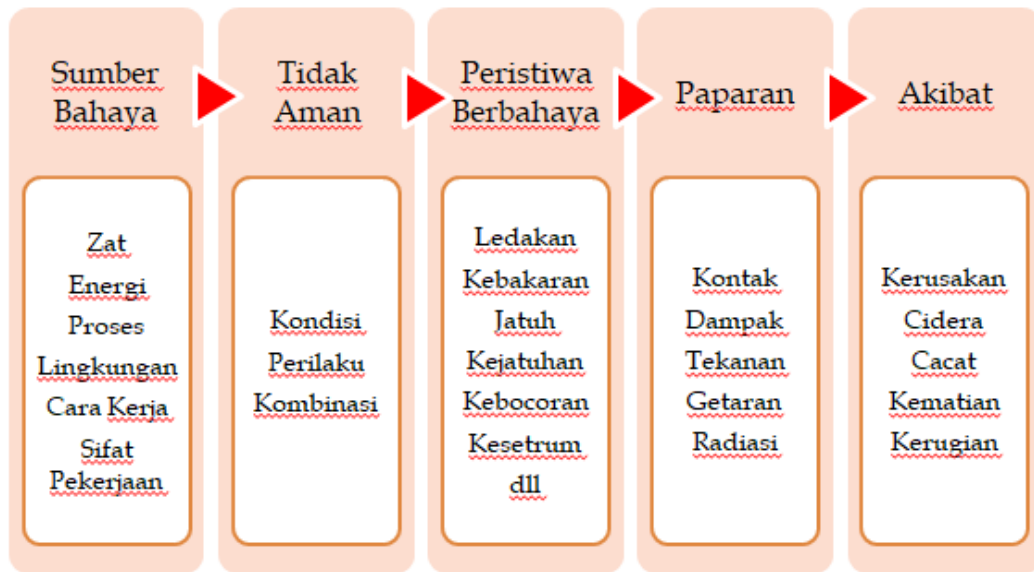 Sumber
Bahaya
Tidak
Aman
Peristiwa
Berbahaya
Paparan
Akibat
Zat
Energi
Proses
Lingkungan
Cara Kerja
Sifat
Pekerjaan
Kondisi
Perilaku
Kombinasi
Ledakan
Kebakaran
Jatuh
Kejatuhan
Kebocoran
Kesetrum
dll
Kontak
Dampak
Tekanan
Getaran
Radiasi
Kerusakan
Cidera
Cacat
Kematian
Kerugian